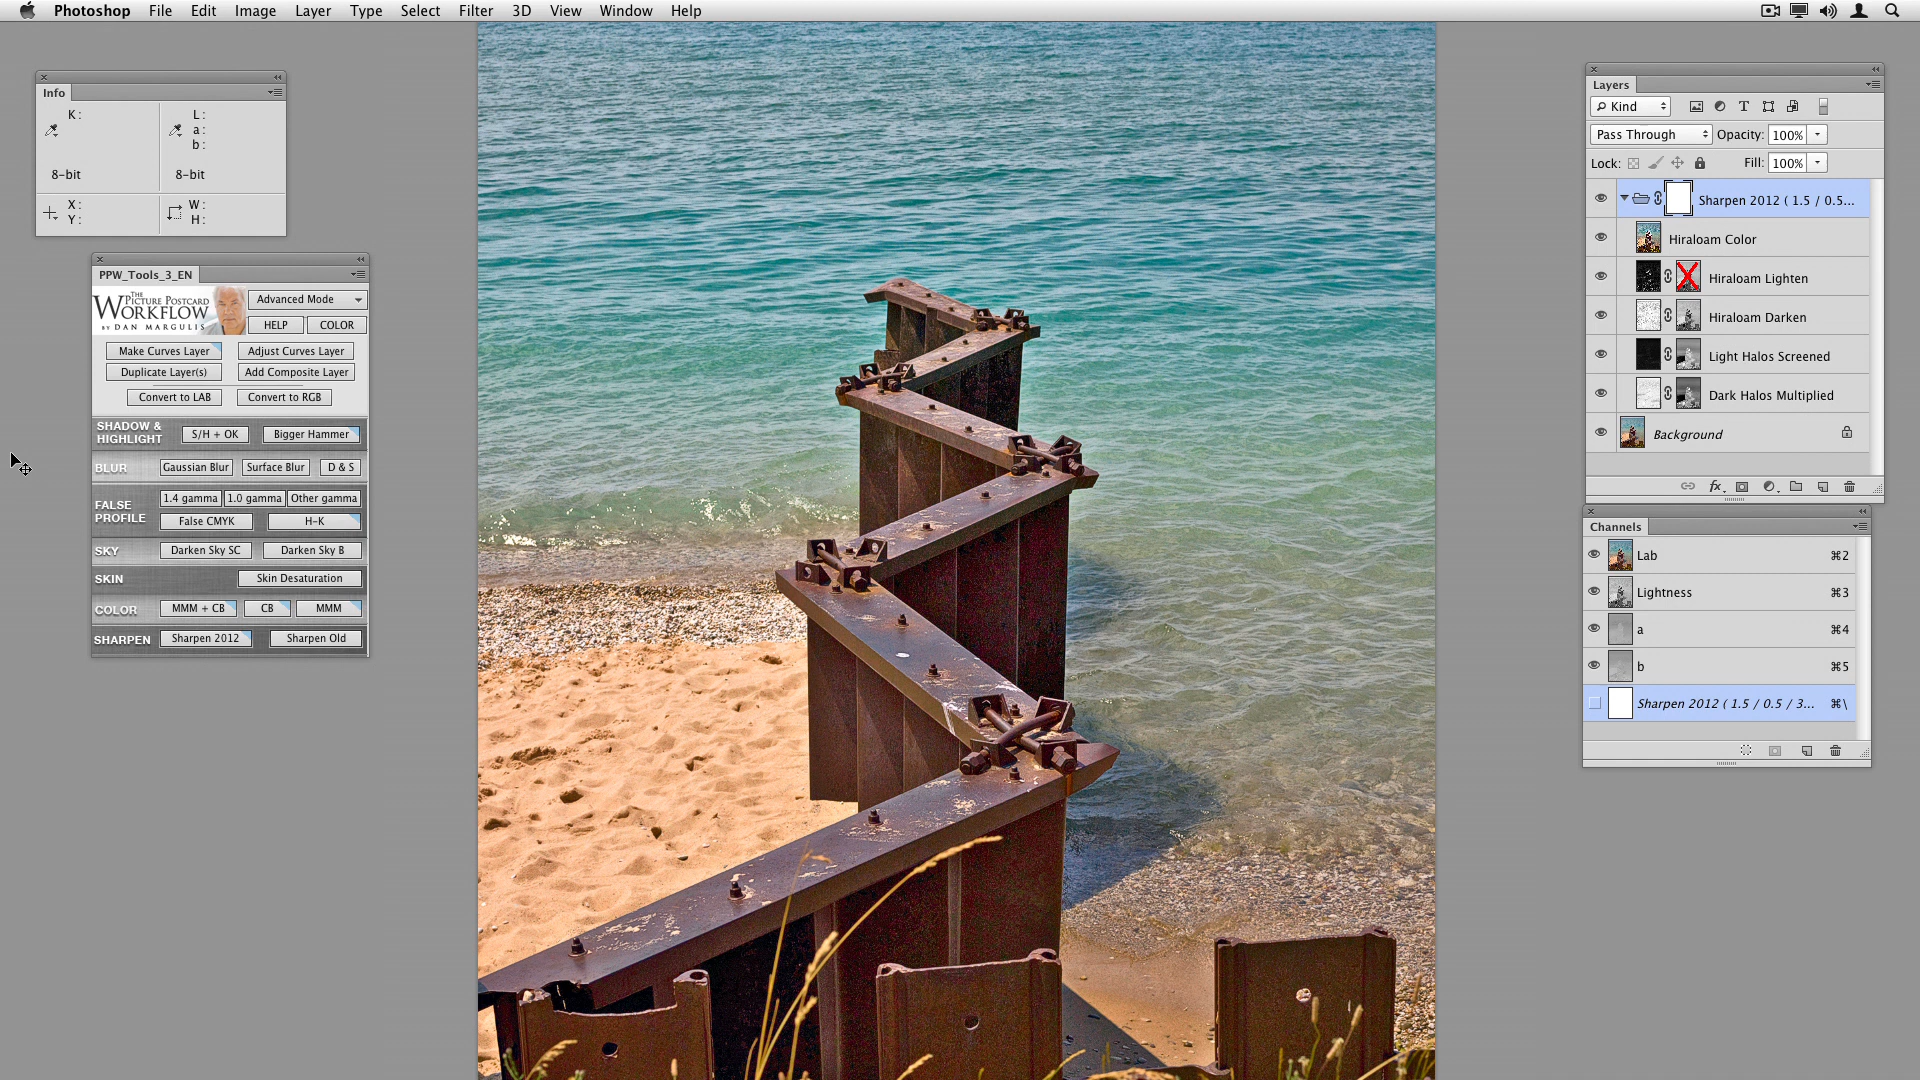 Photoshop File Edit Image Layer Type Select Filter 3D View Window Help
Info
K:
L:
a:
b:
8-bit
8-bit
X:
Y:
W:
H:
PPW_Tools_3_EN
THE
PICTURE POSTCARD
WORKFLOW
BY DAN MARGULIS
Advanced Mode
HELP COLOR
Make Curves Layer Adjust Curves Layer
Duplicate Layer(s) Add Composite Layer
Convert to LAB Convert to RGB
SHADOW &
HIGHLIGHT
S/H + OK Bigger Hammer
BLUR Gaussian Blur Surface Blur D & S
FALSE
PROFILE
1.4 gamma 1.0 gamma Other gamma
False CMYK H-K
SKY Darken Sky SC Darken Sky B
SKIN Skin Desaturation
COLOR MMM + CB CB MMM
SHARPEN Sharpen 2012 Sharpen Old
Layers
Kind
Pass Through Opacity: 100%
Lock: Fill: 100%
Sharpen 2012 ( 1.5 / 0.5...
Hiraloam Color
Hiraloam Lighten
Hiraloam Darken
Light Halos Screened
Dark Halos Multiplied
Background
fx
Channels
Lab ⌘2
Lightness ⌘3
a ⌘4
b ⌘5
Sharpen 2012 ( 1.5 / 0.5 / 3... ⌘\